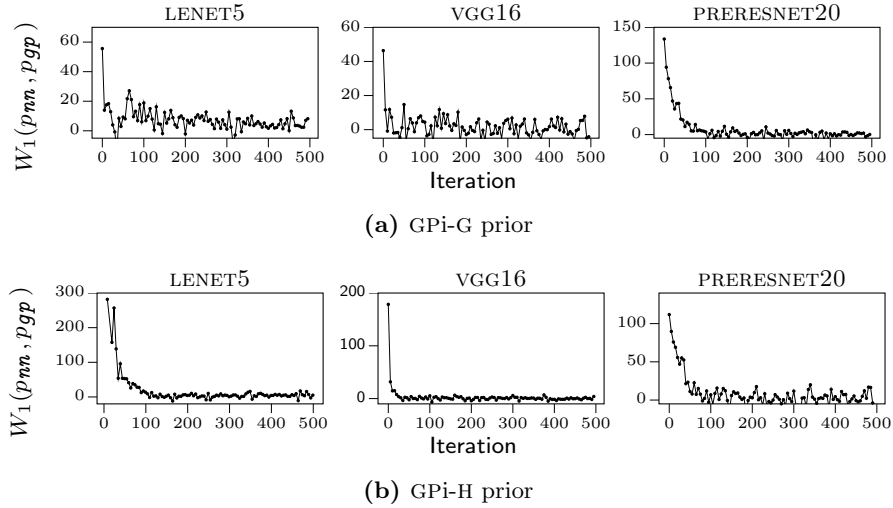 LENET5 VGG16 PRERESNET20
W1(pnn, pgp)
60 40 20 0
60 40 20 0
150 100 50 0
0 100 200 300 400 500 0 100 200 300 400 500 0 100 200 300 400 500
Iteration
(a) GPi-G prior
LENET5 VGG16 PRERESNET20
W1(pnn, pgp)
300 200 100 0
200 100 0
100 50 0
0 100 200 300 400 500 0 100 200 300 400 500 0 100 200 300 400 500
Iteration
(b) GPi-H prior